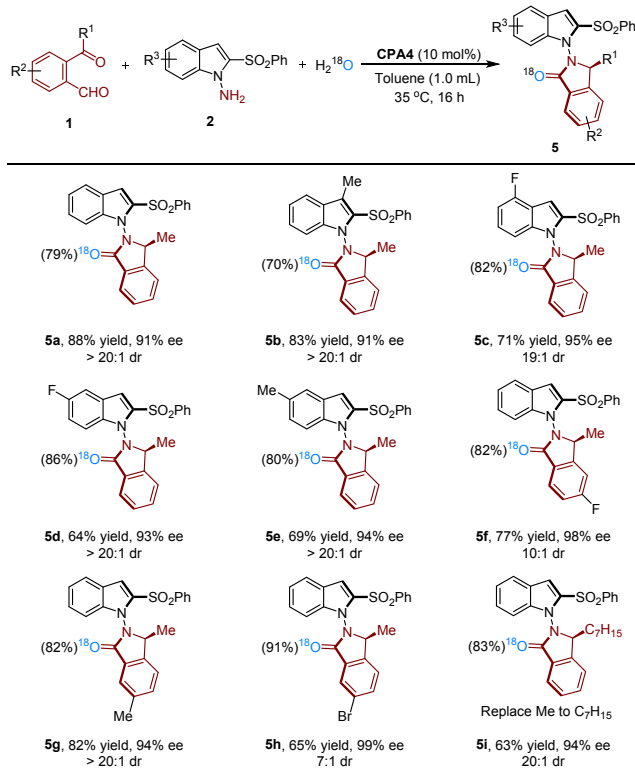 R1 O R2 CHO 1 + R3 SO2Ph N NH2 2 + H218O CPA4 (10 mol%) Toluene (1.0 mL) 35 oC, 16 h R3 SO2Ph N N R1 18O R2 5
SO2Ph N N Me (79%)18O
Me SO2Ph N N Me (70%)18O
F SO2Ph N N Me (82%)18O
5a, 88% yield, 91% ee
> 20:1 dr
5b, 83% yield, 91% ee
> 20:1 dr
5c, 71% yield, 95% ee
19:1 dr
F SO2Ph N N Me (86%)18O
Me SO2Ph N N Me (80%)18O
SO2Ph N N Me (82%)18O F
5d, 64% yield, 93% ee
> 20:1 dr
5e, 69% yield, 94% ee
> 20:1 dr
5f, 77% yield, 98% ee
10:1 dr
SO2Ph N N Me (82%)18O Me
SO2Ph N N Me (91%)18O Br
SO2Ph N N C7H15 (83%)18O
Replace Me to C7H15
5g, 82% yield, 94% ee
> 20:1 dr
5h, 65% yield, 99% ee
7:1 dr
5i, 63% yield, 94% ee
20:1 dr